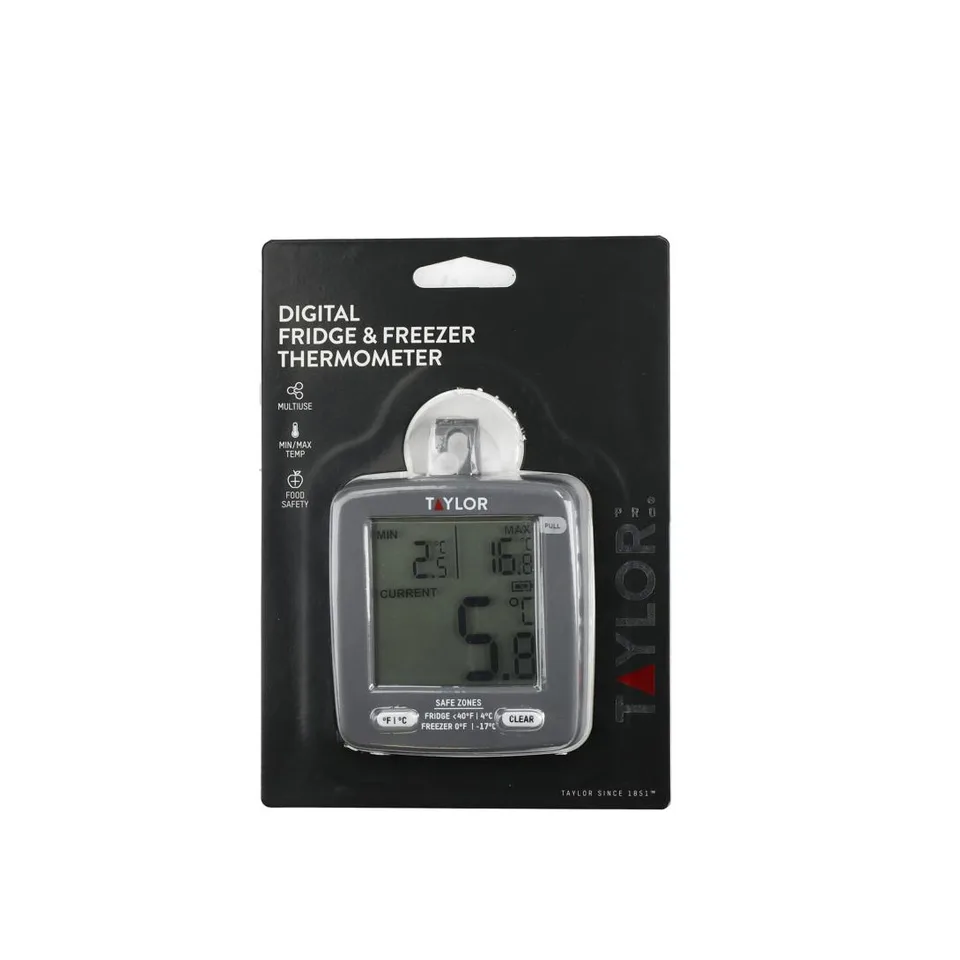 DIGITAL
FRIDGE & FREEZER
THERMOMETER
MULTIUSE
MIN/MAX
TEMP
FOOD
SAFETY
TAYLOR
PULL
MIN MAX
2.5 °C 16.8 °C
CURRENT
5.8 °C
SAFE ZONES
°F | °C
FRIDGE <40°F | 4°C
FREEZER 0°F | -17°C
CLEAR
TAYLOR PRO®
TAYLOR SINCE 1851™